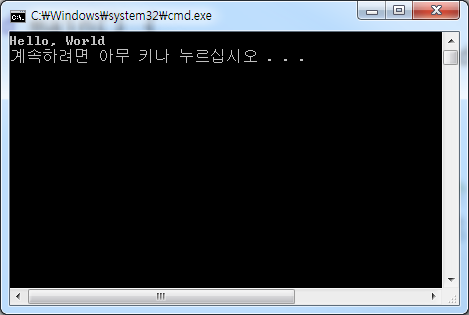 C:₩Windows₩system32₩cmd.exe
Hello, World
계속하려면 아무 키나 누르십시오 . . .